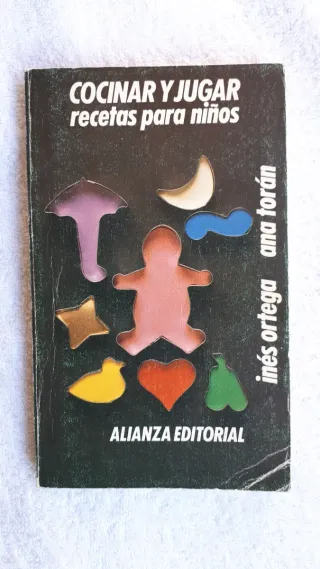 COCINAR Y JUGAR
recetas para niños
inés ortega   ana torán
ALIANZA EDITORIAL